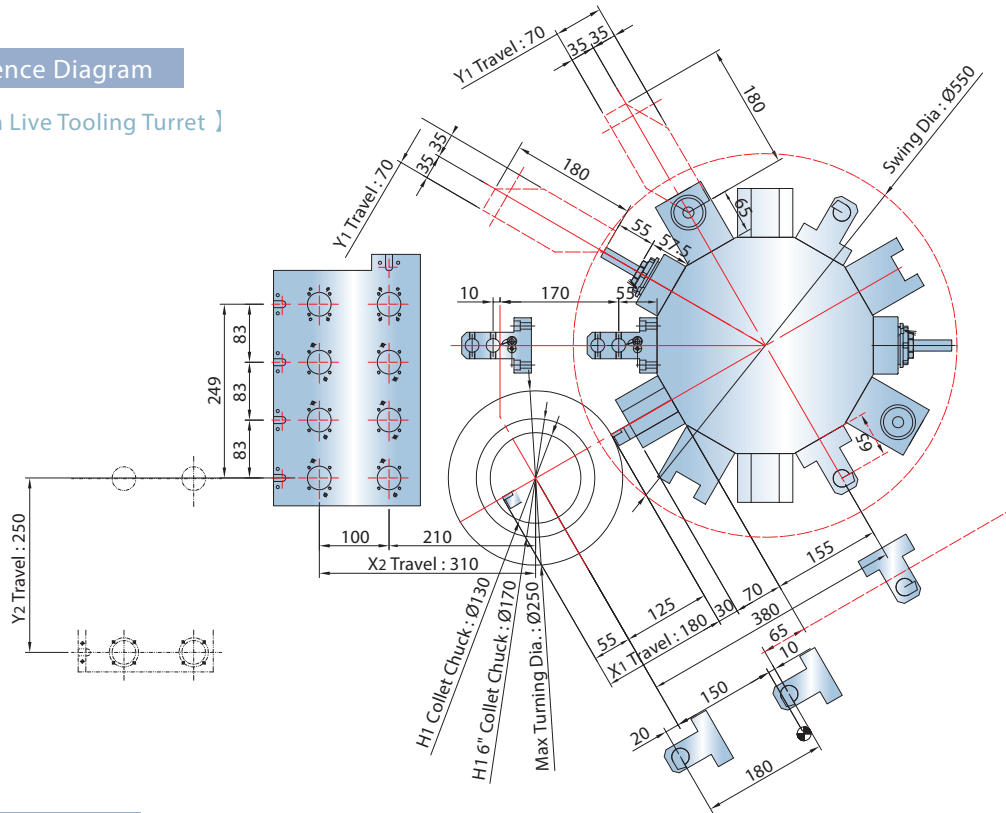 ence Diagram
Live Tooling Turret 】
Y1 Travel : 70
35 35
180
Swing Dia : Ø550
Y1 Travel : 70
35 35
180
65
55 57.5
10 170 55
83
83
83
249
65
Y2 Travel : 250
100 210
X2 Travel : 310
H1 Collet Chuck : Ø130
H1 6" Collet Chuck : Ø170
Max Turning Dia. : Ø250
55 125 30 70 155
X1 Travel : 180
380
65
10
150
20
180